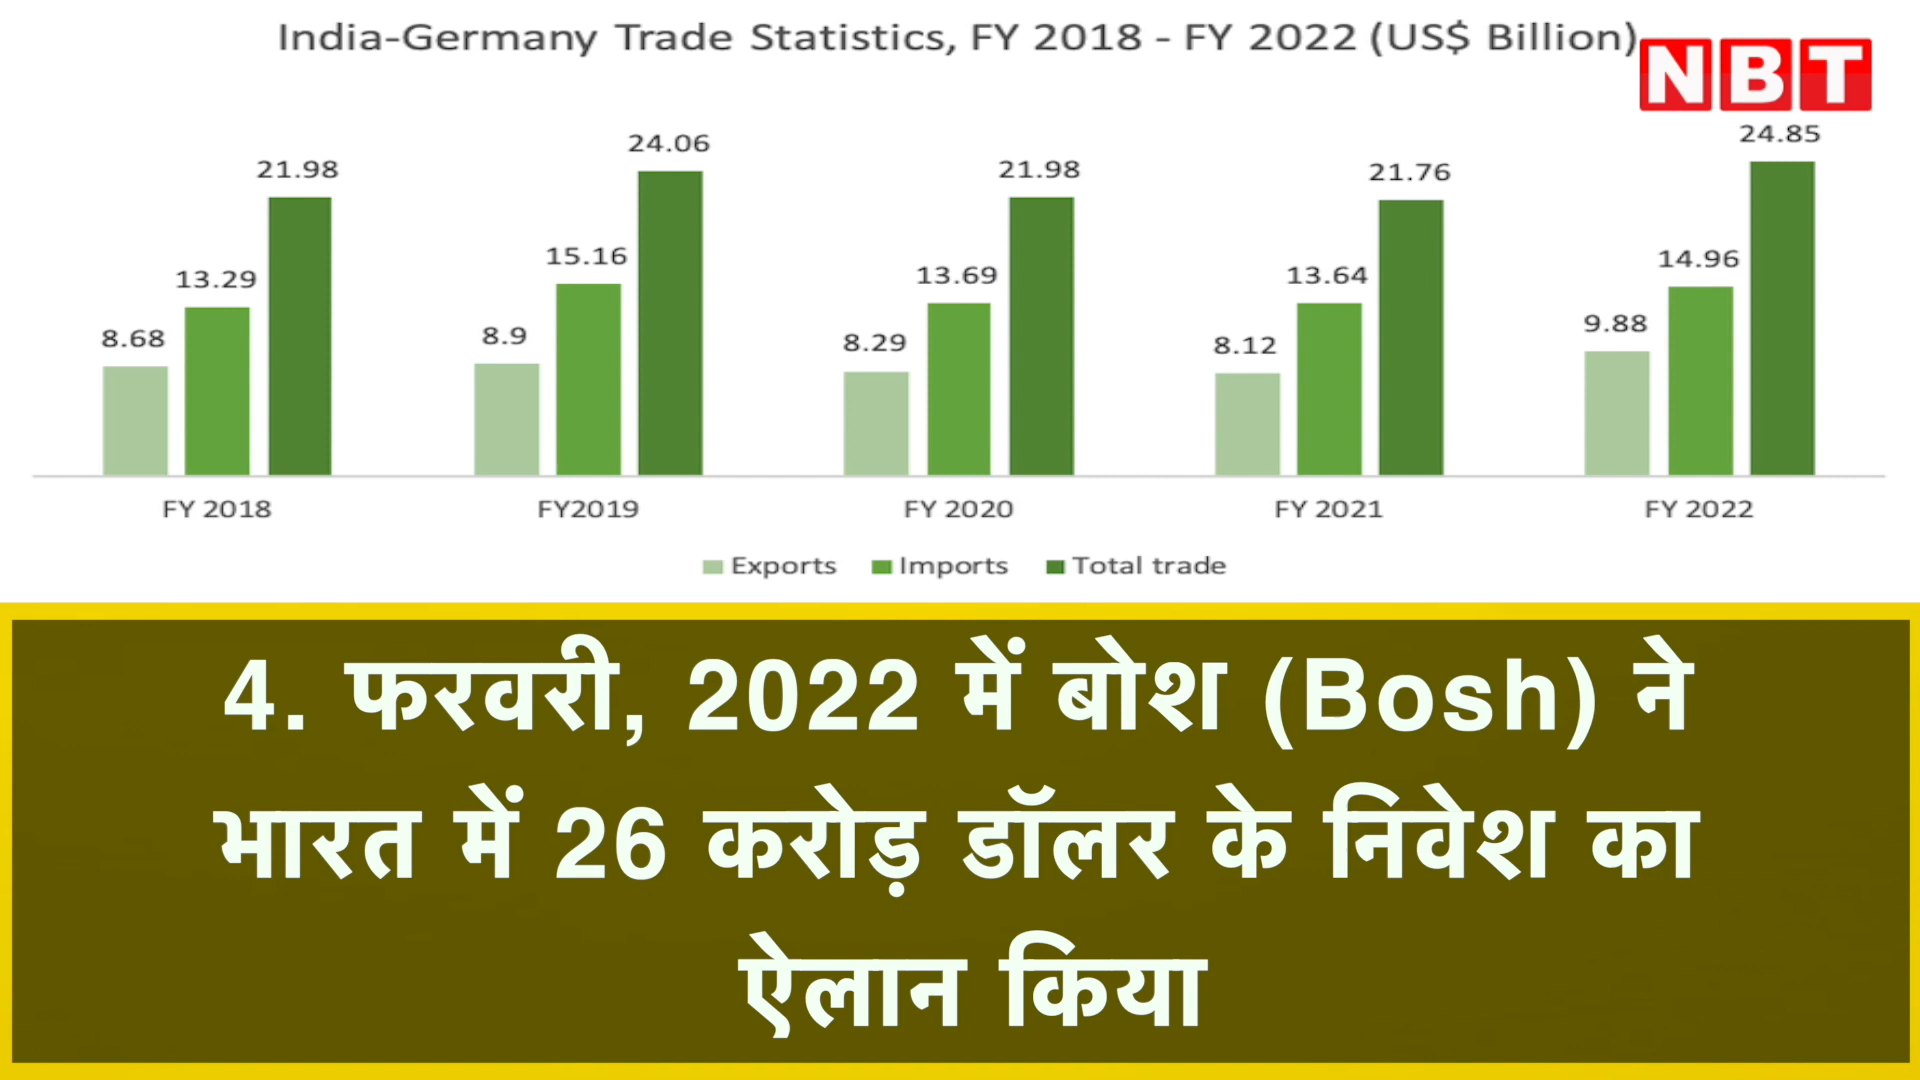 India-Germany Trade Statistics, FY 2018 - FY 2022 (US$ Billion)
NBT
8.68 13.29 21.98
8.9 15.16 24.06
8.29 13.69 21.98
8.12 13.64 21.76
9.88 14.96 24.85
FY 2018 FY2019 FY 2020 FY 2021 FY 2022
Exports Imports Total trade
4. फरवरी, 2022 में बोश (Bosh) ने
भारत में 26 करोड़ डॉलर के निवेश का
ऐलान किया